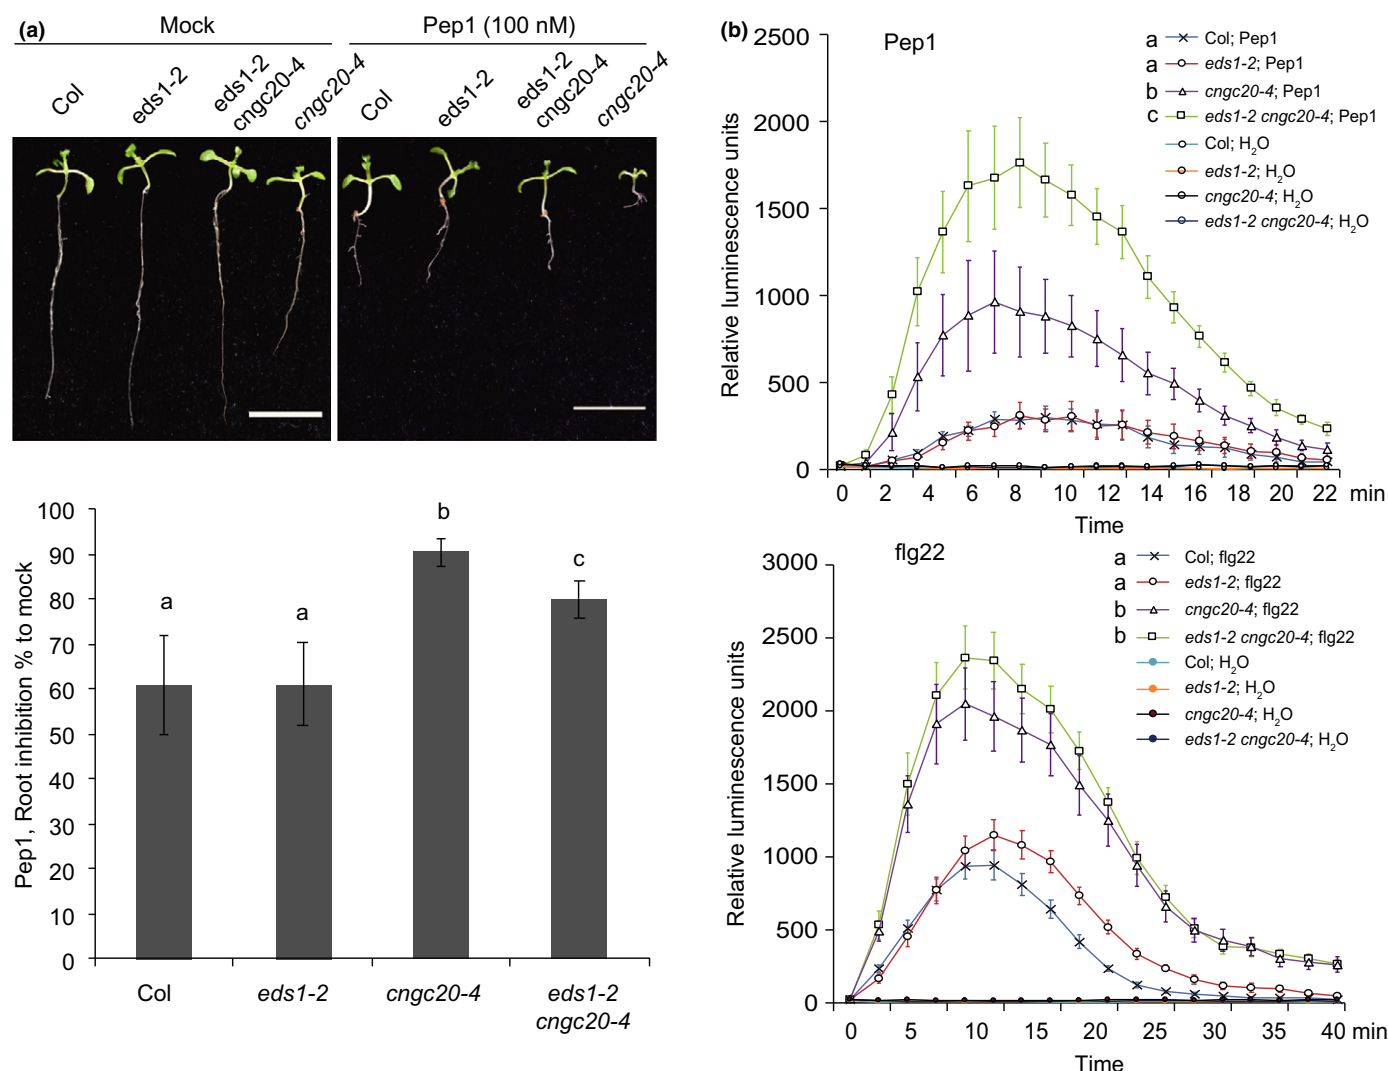 (a)
Mock
Pep1 (100 nM)
Col
eds1-2
eds1-2
cngc20-4
cngc20-4
Col
eds1-2
eds1-2
cngc20-4
cngc20-4
Pep1, Root inhibition % to mock
100
90
80
70
60
50
40
30
20
10
0
a
a
b
c
Col
eds1-2
cngc20-4
eds1-2
cngc20-4
(b)
Pep1
Relative luminescence units
2500
2000
1500
1000
500
0
a Col; Pep1
a eds1-2; Pep1
b cngc20-4; Pep1
c eds1-2 cngc20-4; Pep1
Col; H₂O
eds1-2; H₂O
cngc20-4; H₂O
eds1-2 cngc20-4; H₂O
0 2 4 6 8 10 12 14 16 18 20 22 min
Time
flg22
Relative luminescence units
3000
2500
2000
1500
1000
500
0
a Col; flg22
a eds1-2; flg22
b cngc20-4; flg22
b eds1-2 cngc20-4; flg22
Col; H₂O
eds1-2; H₂O
cngc20-4; H₂O
eds1-2 cngc20-4; H₂O
0 5 10 15 20 25 30 35 40 min
Time